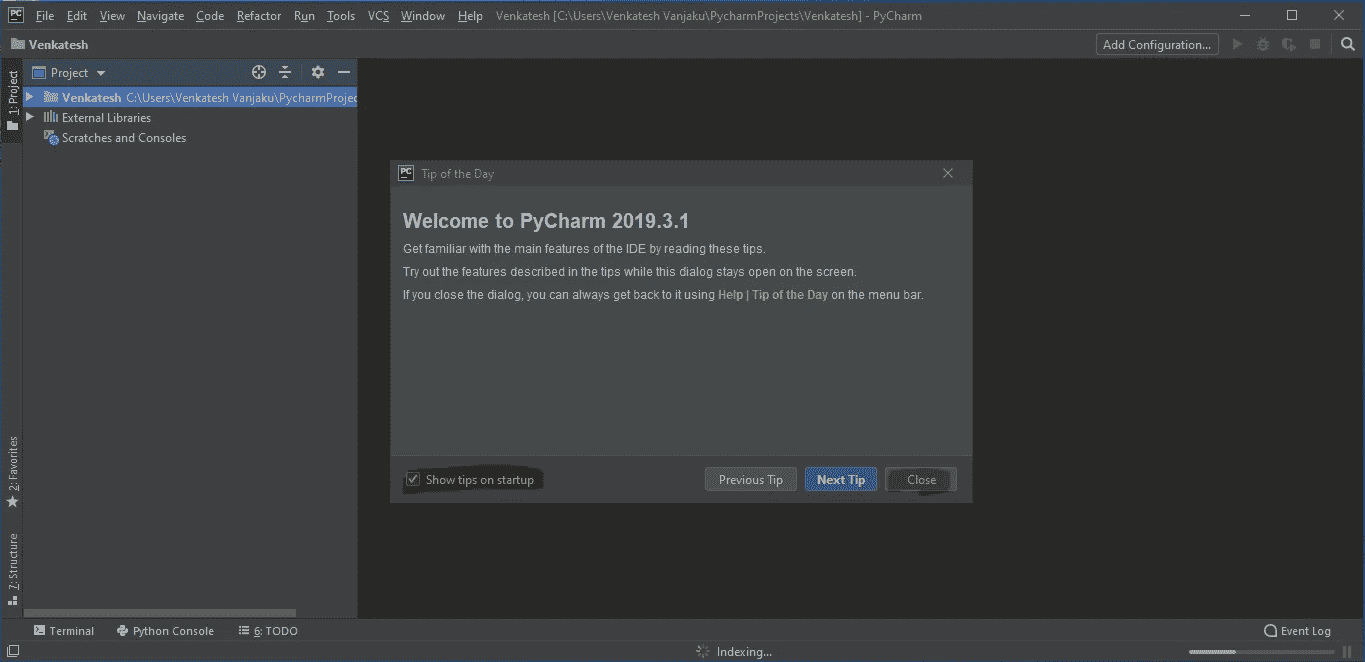 PC File Edit View Navigate Code Refactor Run Tools VCS Window Help Venkatesh [C:\Users\Venkatesh Vanjaku\PycharmProjects\Venkatesh] - PyCharm
Venkatesh Add Configuration...
1: Project
Project
Venkatesh C:\Users\Venkatesh Vanjaku\PycharmProjec
External Libraries
Scratches and Consoles
PC Tip of the Day
Welcome to PyCharm 2019.3.1
Get familiar with the main features of the IDE by reading these tips.
Try out the features described in the tips while this dialog stays open on the screen.
If you close the dialog, you can always get back to it using Help | Tip of the Day on the menu bar.
Show tips on startup Previous Tip Next Tip Close
2: Favorites
7: Structure
Terminal Python Console 6: TODO Event Log
Indexing...